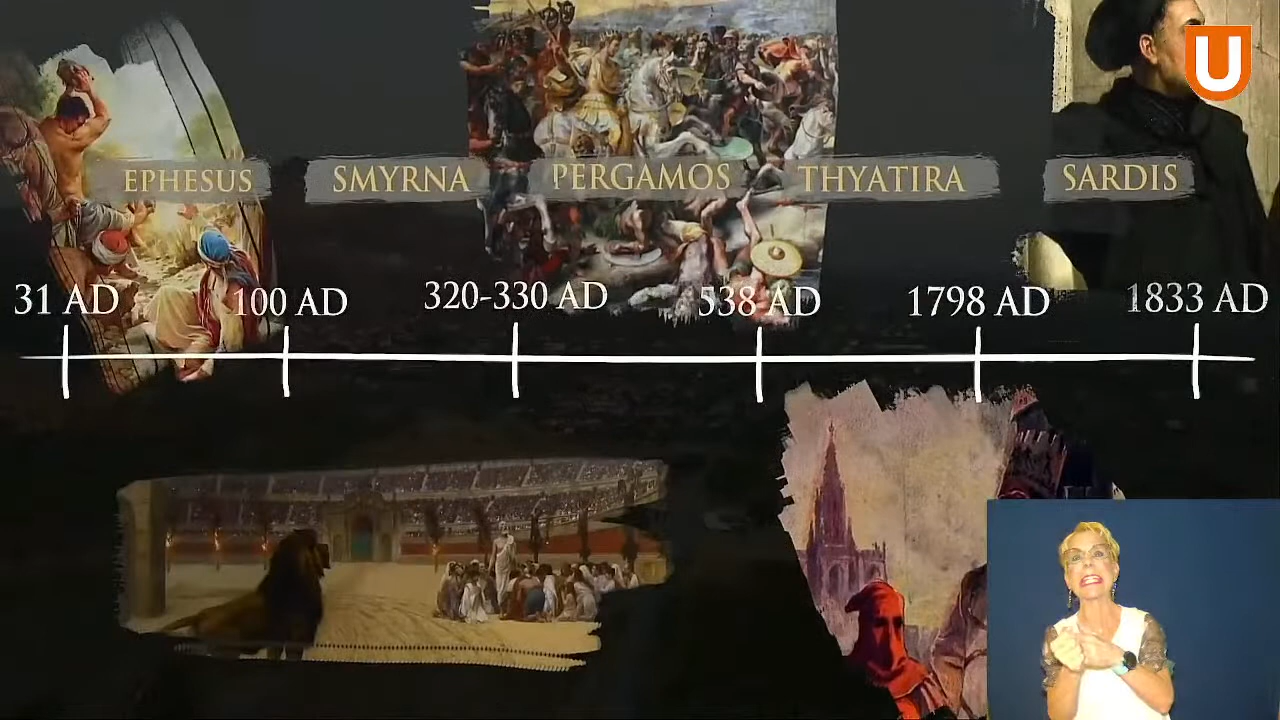 U
EPHESUS
SMYRNA
PERGAMOS
THYATIRA
SARDIS
31 AD
100 AD
320-330 AD
538 AD
1798 AD
1833 AD